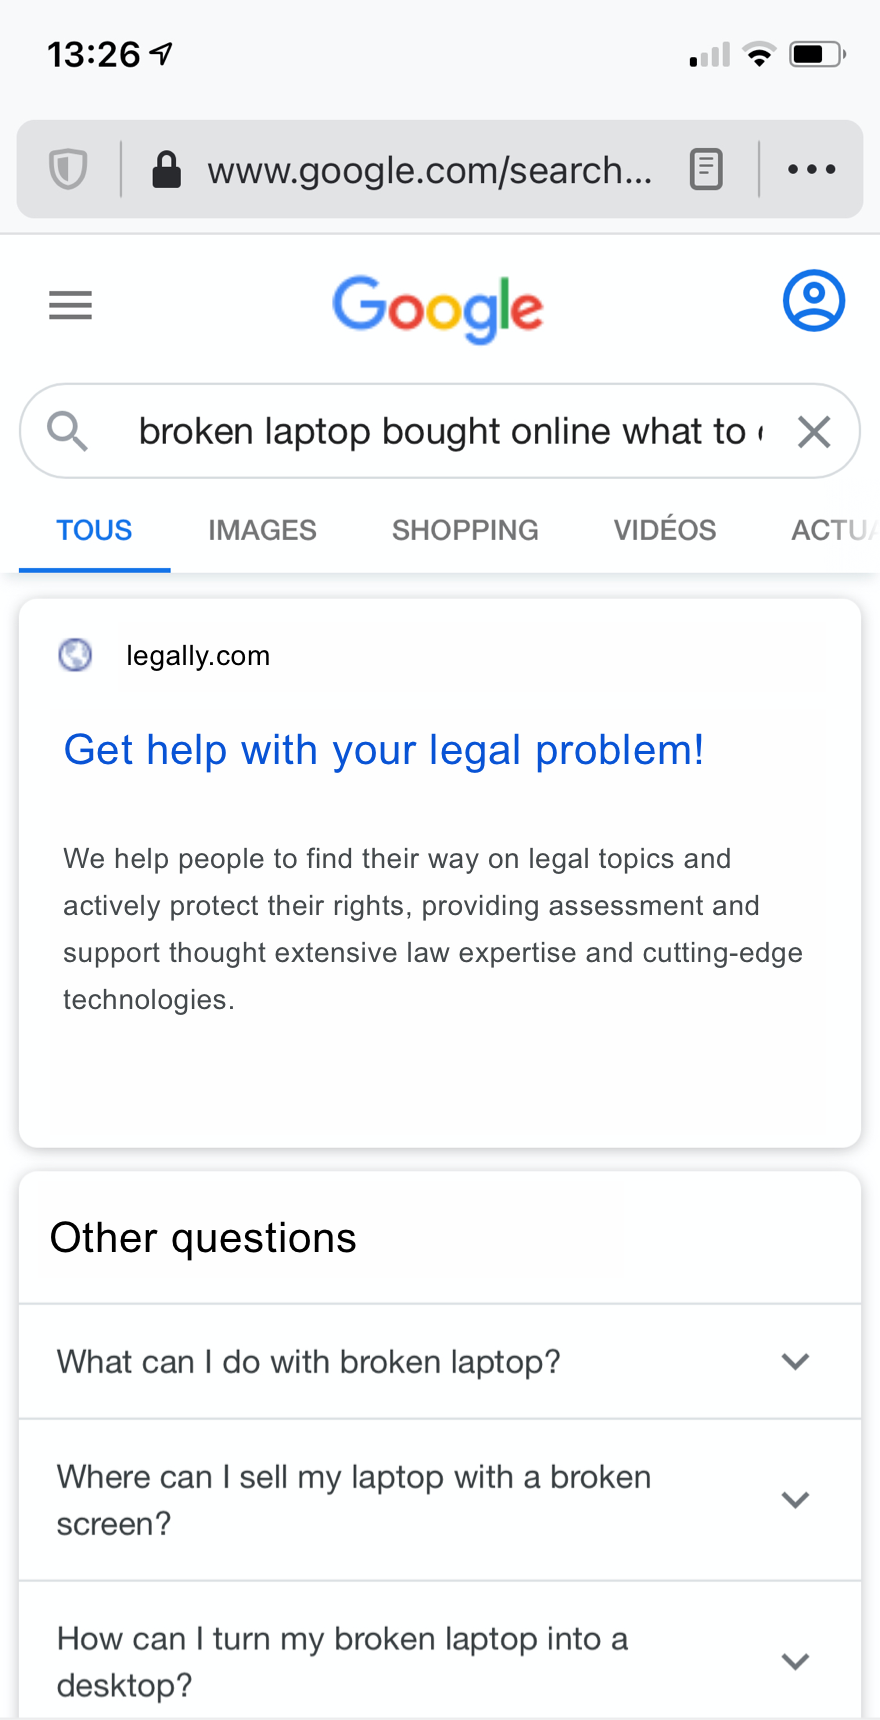 13:26
www.google.com/search...
Google
broken laptop bought online what to
TOUS IMAGES SHOPPING VIDÉOS
legally.com
Get help with your legal problem!
We help people to find their way on legal topics and
actively protect their rights, providing assessment and
support thought extensive law expertise and cutting-edge
technologies.
Other questions
What can I do with broken laptop?
Where can I sell my laptop with a broken
screen?
How can I turn my broken laptop into a
desktop?